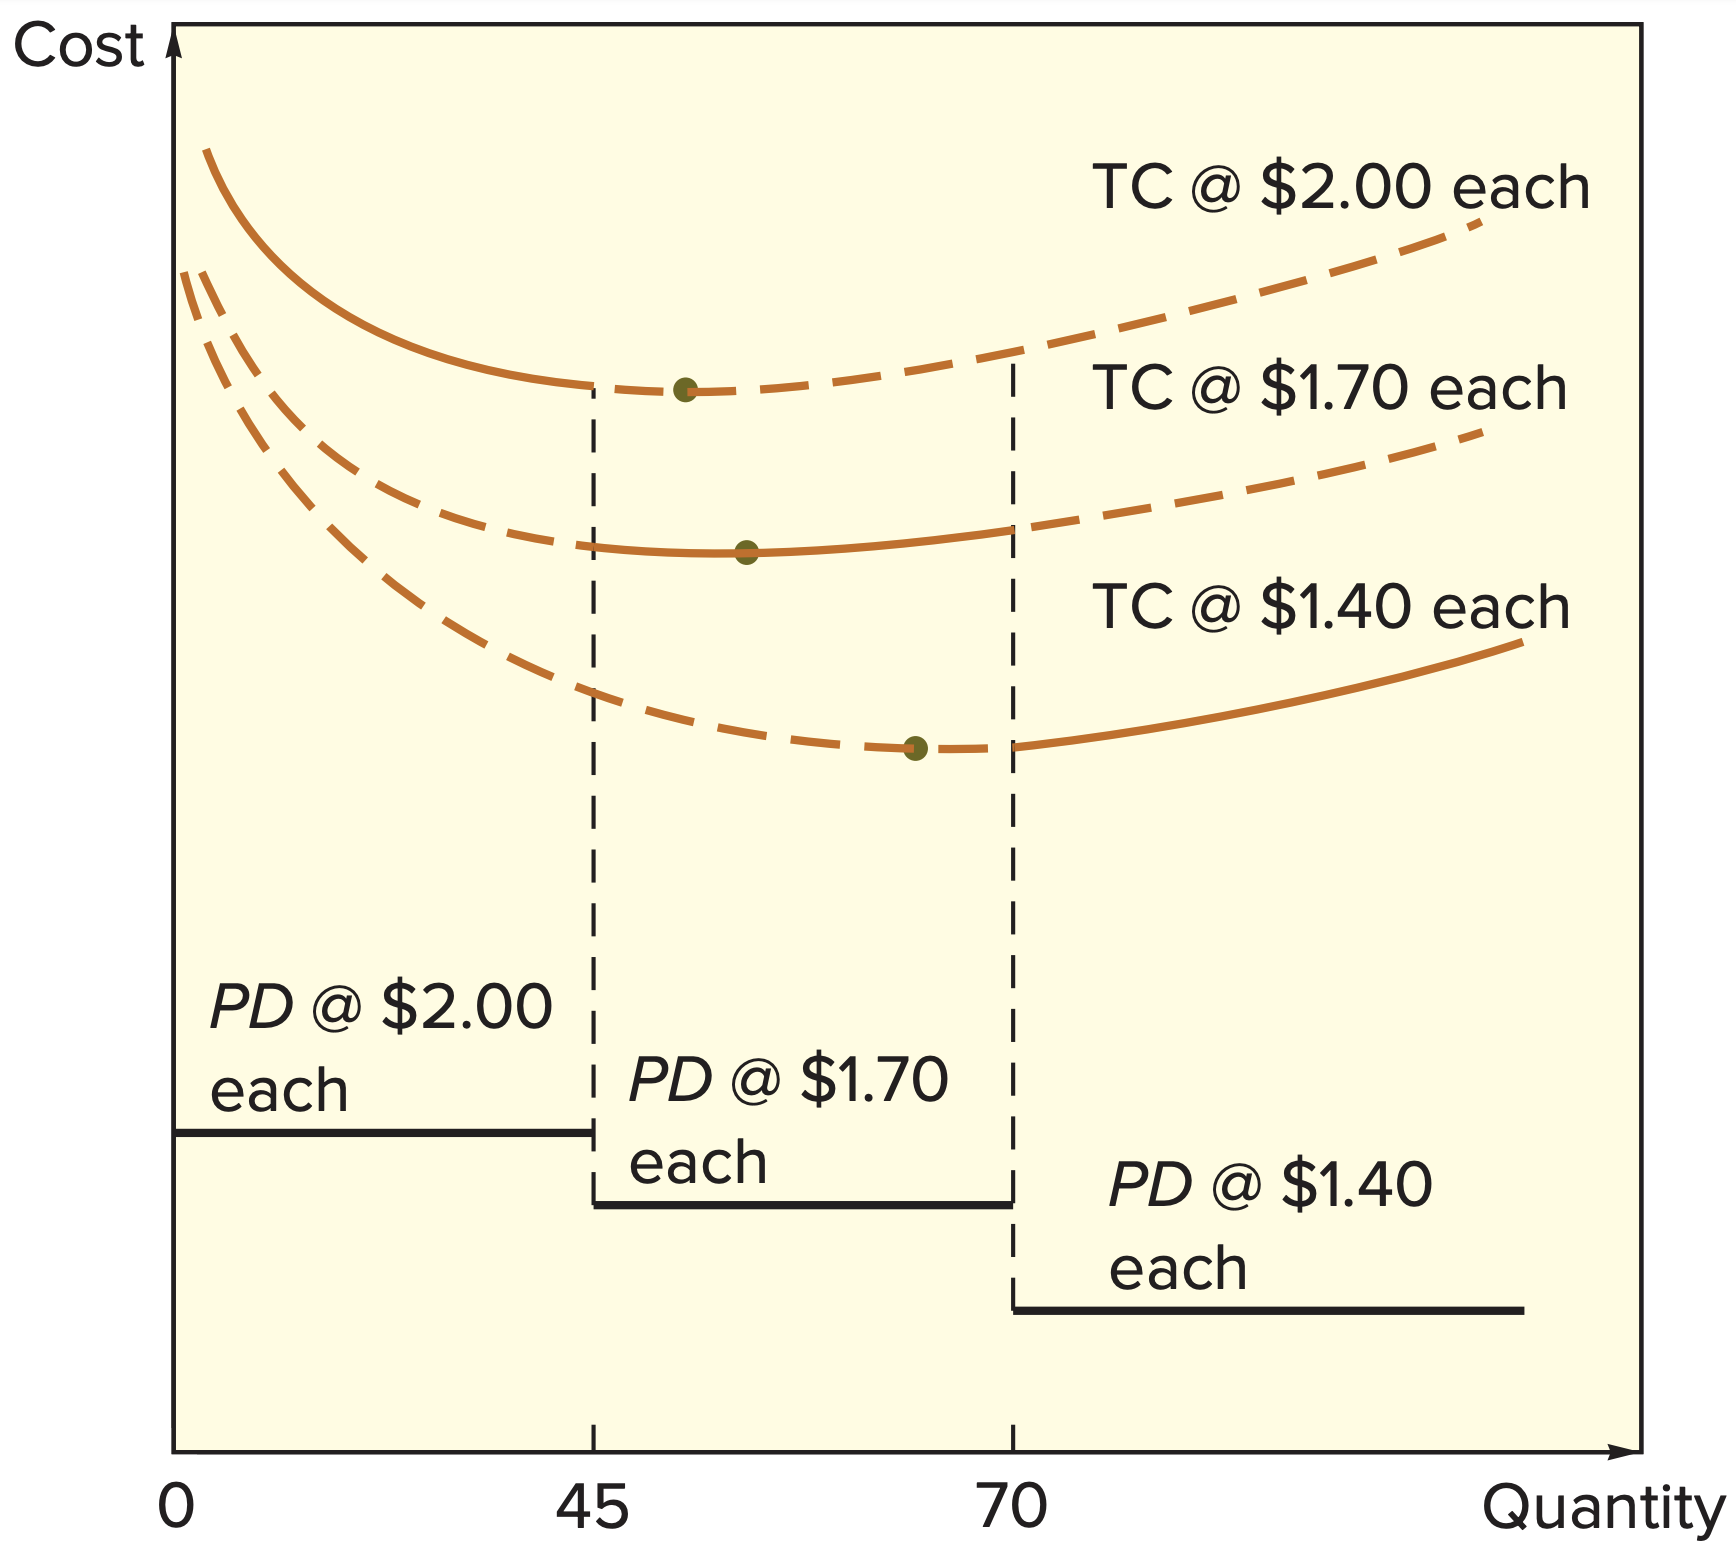 Cost
TC @ $2.00 each
TC @ $1.70 each
TC @ $1.40 each
PD @ $2.00
each
PD @ $1.70
each
PD @ $1.40
each
0
45
70
Quantity